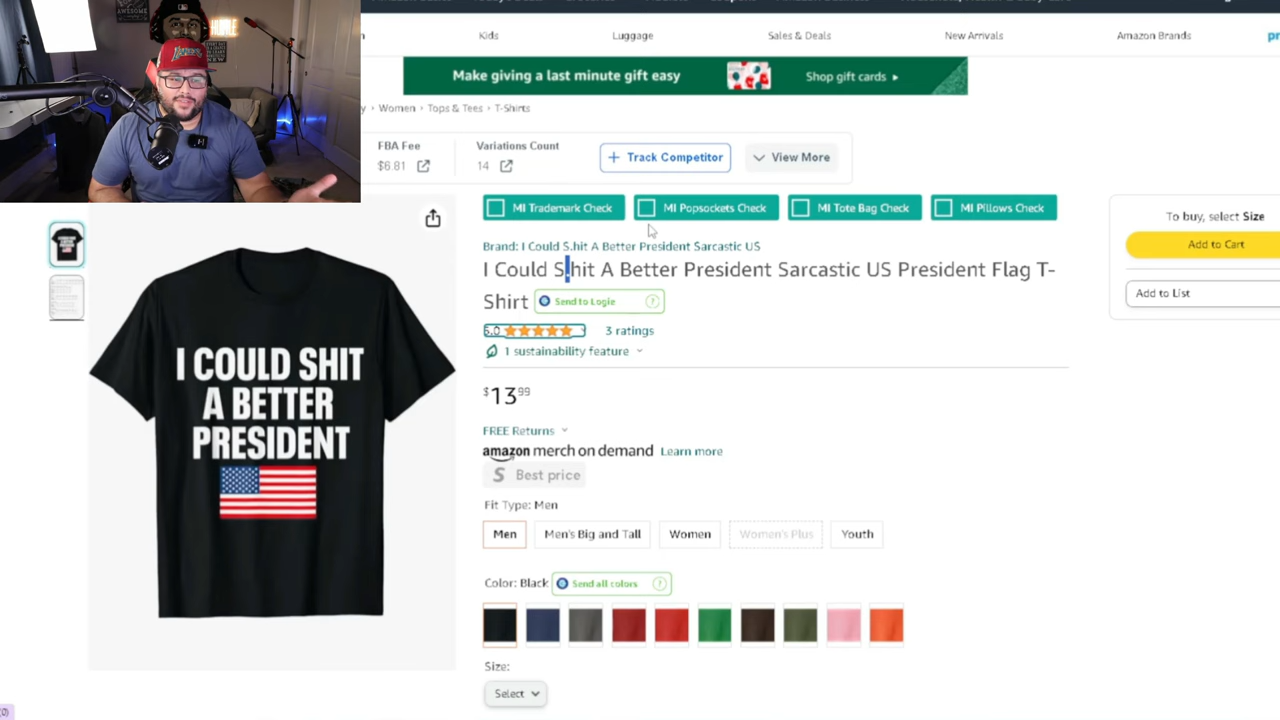 Kids
Luggage
Sales & Deals
New Arrivals
Amazon Brands
Make giving a last minute gift easy
Shop gift cards ▸
› Women › Tops & Tees › T-Shirts
FBA Fee
$6.81
Variations Count
14
+ Track Competitor
View More
MI Trademark Check
MI Popsockets Check
MI Tote Bag Check
MI Pillows Check
Brand: I Could S.hit A Better President Sarcastic US
I Could S.hit A Better President Sarcastic US President Flag T-
Shirt
Send to Logie
?
5.0
3 ratings
1 sustainability feature
$13.99
FREE Returns
amazon merch on demand Learn more
S Best price
Fit Type: Men
Men
Men's Big and Tall
Women
Women's Plus
Youth
Color: Black
Send all colors
?
Size:
Select
To buy, select Size
Add to Cart
Add to List
I COULD SHIT
A BETTER
PRESIDENT